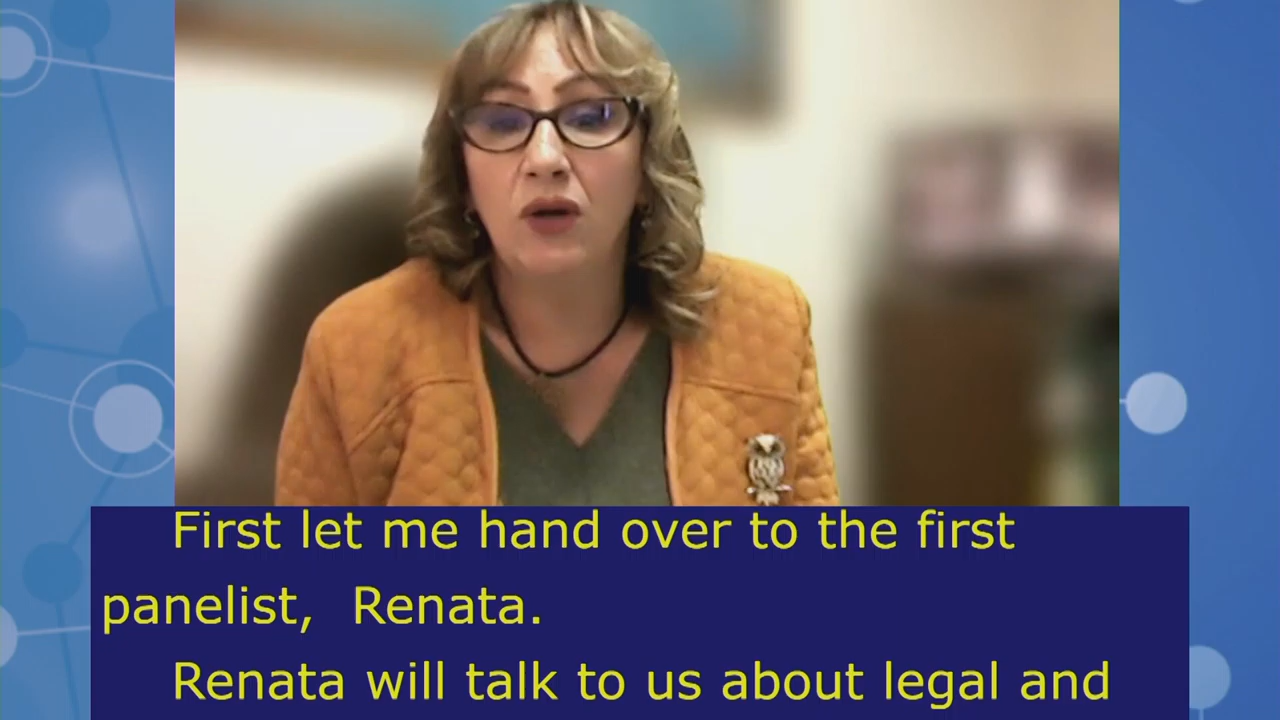 First let me hand over to the first
panelist, Renata.
Renata will talk to us about legal and